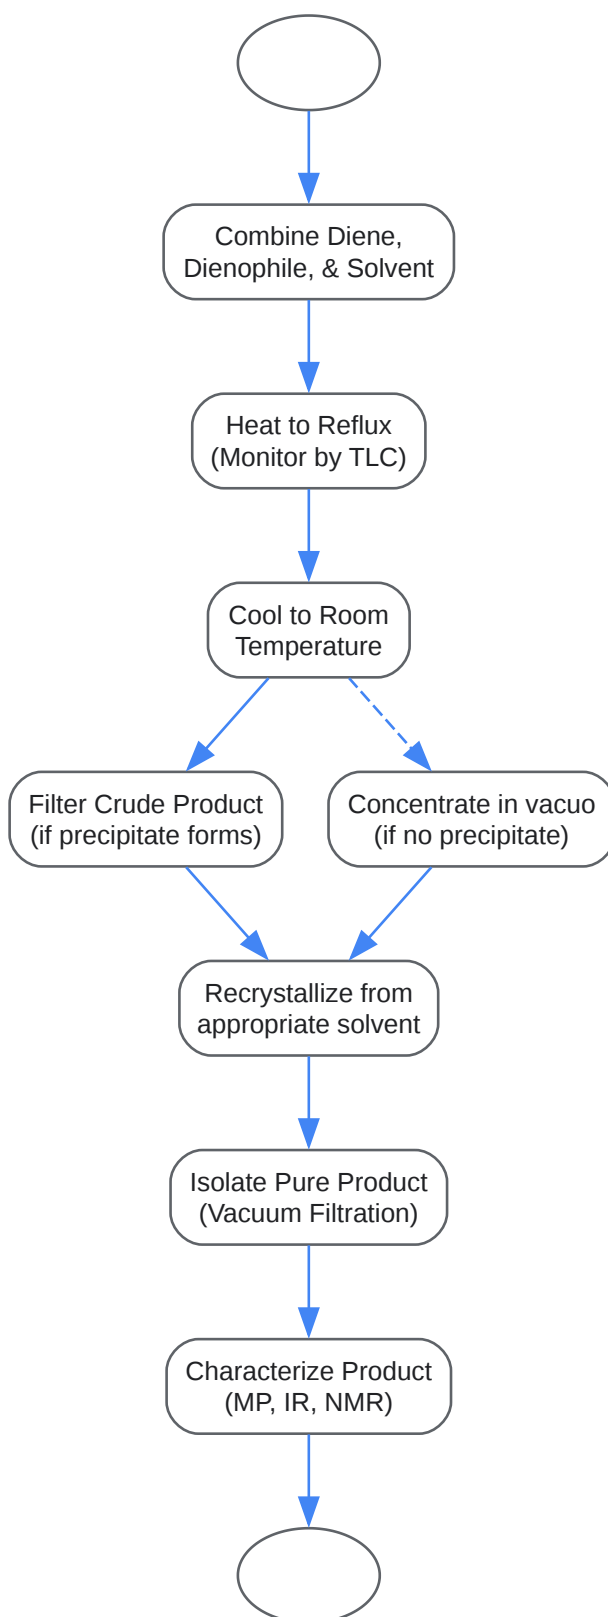 Combine Diene,
Dienophile, & Solvent
Heat to Reflux
(Monitor by TLC)
Cool to Room
Temperature
Filter Crude Product
(if precipitate forms)
Concentrate in vacuo
(if no precipitate)
Recrystallize from
appropriate solvent
Isolate Pure Product
(Vacuum Filtration)
Characterize Product
(MP, IR, NMR)